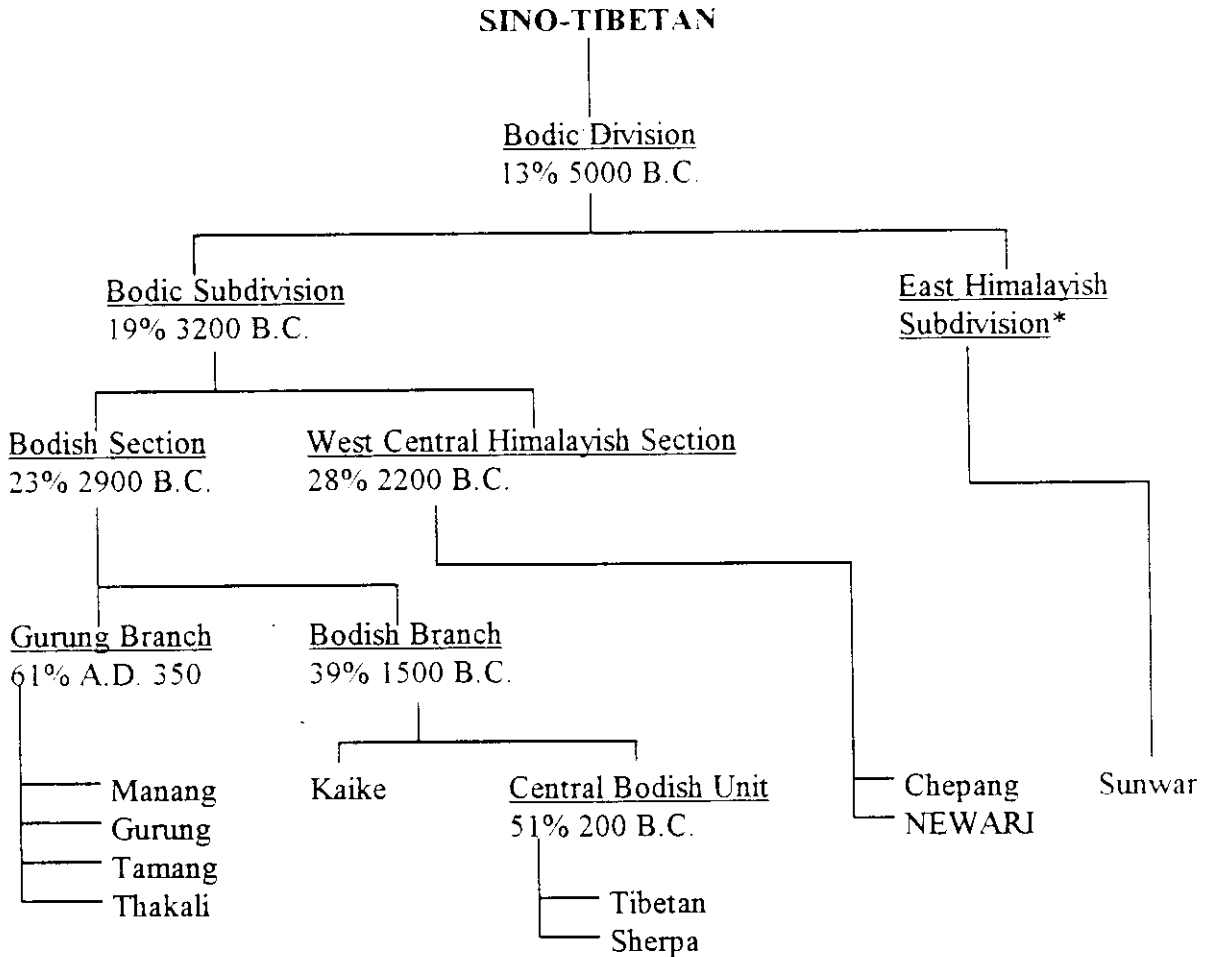 SINO-TIBETAN
Bodic Division
13% 5000 B.C.
Bodic Subdivision
19% 3200 B.C.
East Himalayish
Subdivision*
Bodish Section
23% 2900 B.C.
West Central Himalayish Section
28% 2200 B.C.
Gurung Branch
61% A.D. 350
Bodish Branch
39% 1500 B.C.
Manang
Gurung
Tamang
Thakali
Kaike
Central Bodish Unit
51% 200 B.C.
Tibetan
Sherpa
Chepang
NEWARI
Sunwar